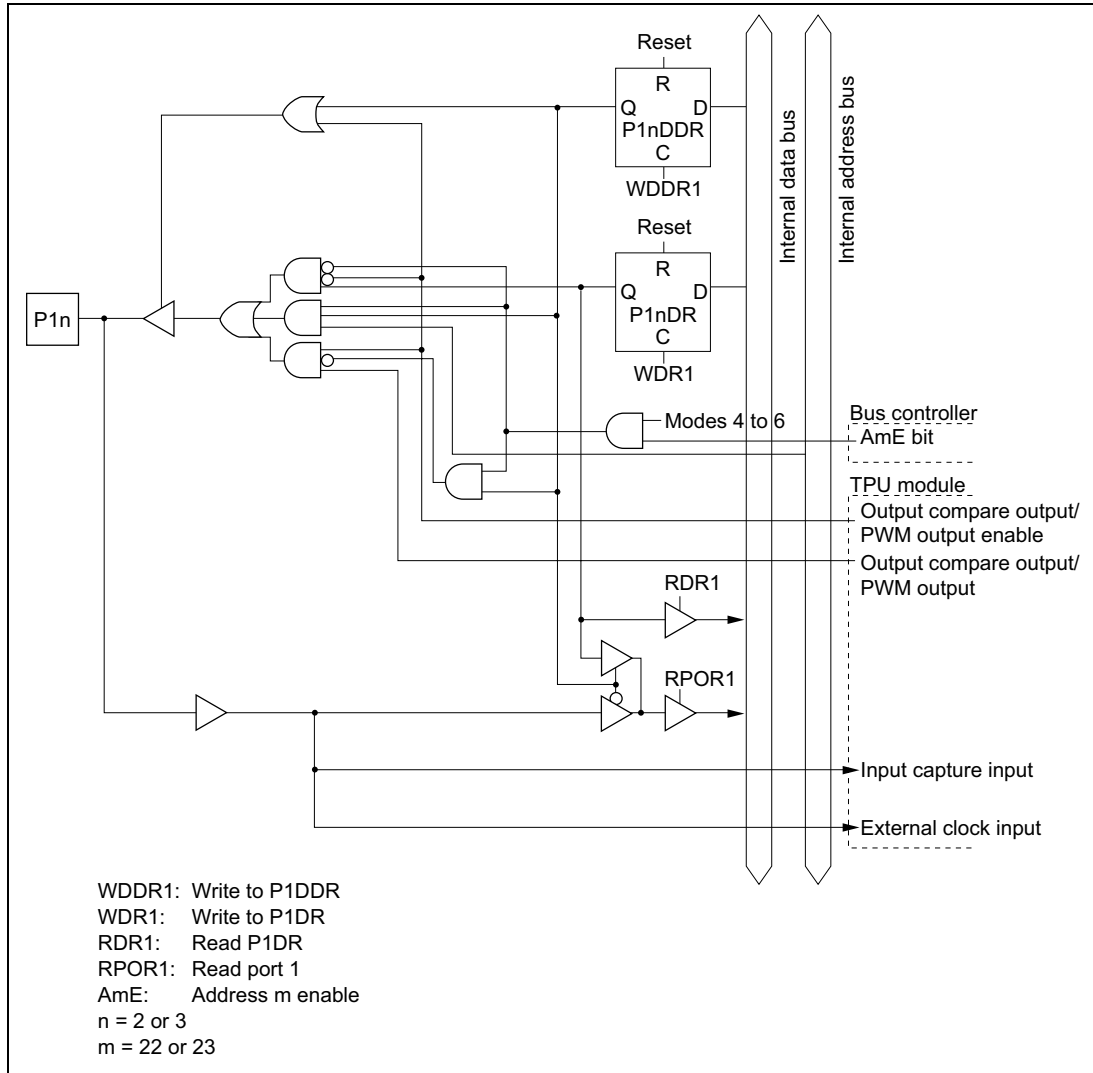 Reset
R
Q D
P1nDDR
C
WDDR1
Internal data bus
Internal address bus
Reset
R
Q D
P1nDR
C
WDR1
P1n
Modes 4 to 6
Bus controller
AmE bit
TPU module
Output compare output/
PWM output enable
Output compare output/
PWM output
RDR1
RPOR1
Input capture input
External clock input
WDDR1: Write to P1DDR
WDR1: Write to P1DR
RDR1: Read P1DR
RPOR1: Read port 1
AmE: Address m enable
n = 2 or 3
m = 22 or 23